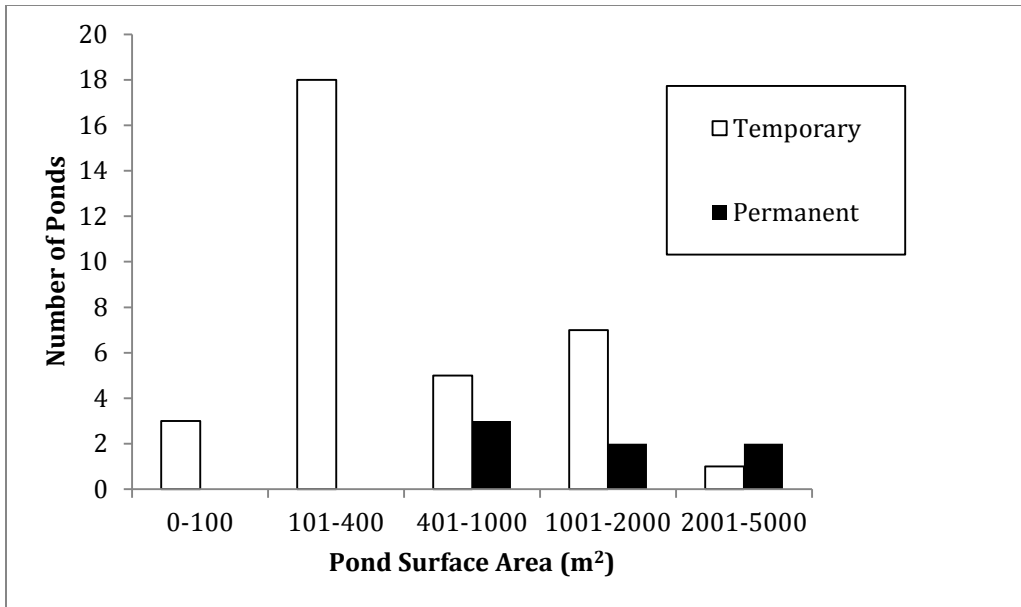 20
18
16
14
12
10
8
6
4
2
0
Number of Ponds
Temporary
Permanent
0-100 101-400 401-1000 1001-2000 2001-5000
Pond Surface Area (m²)